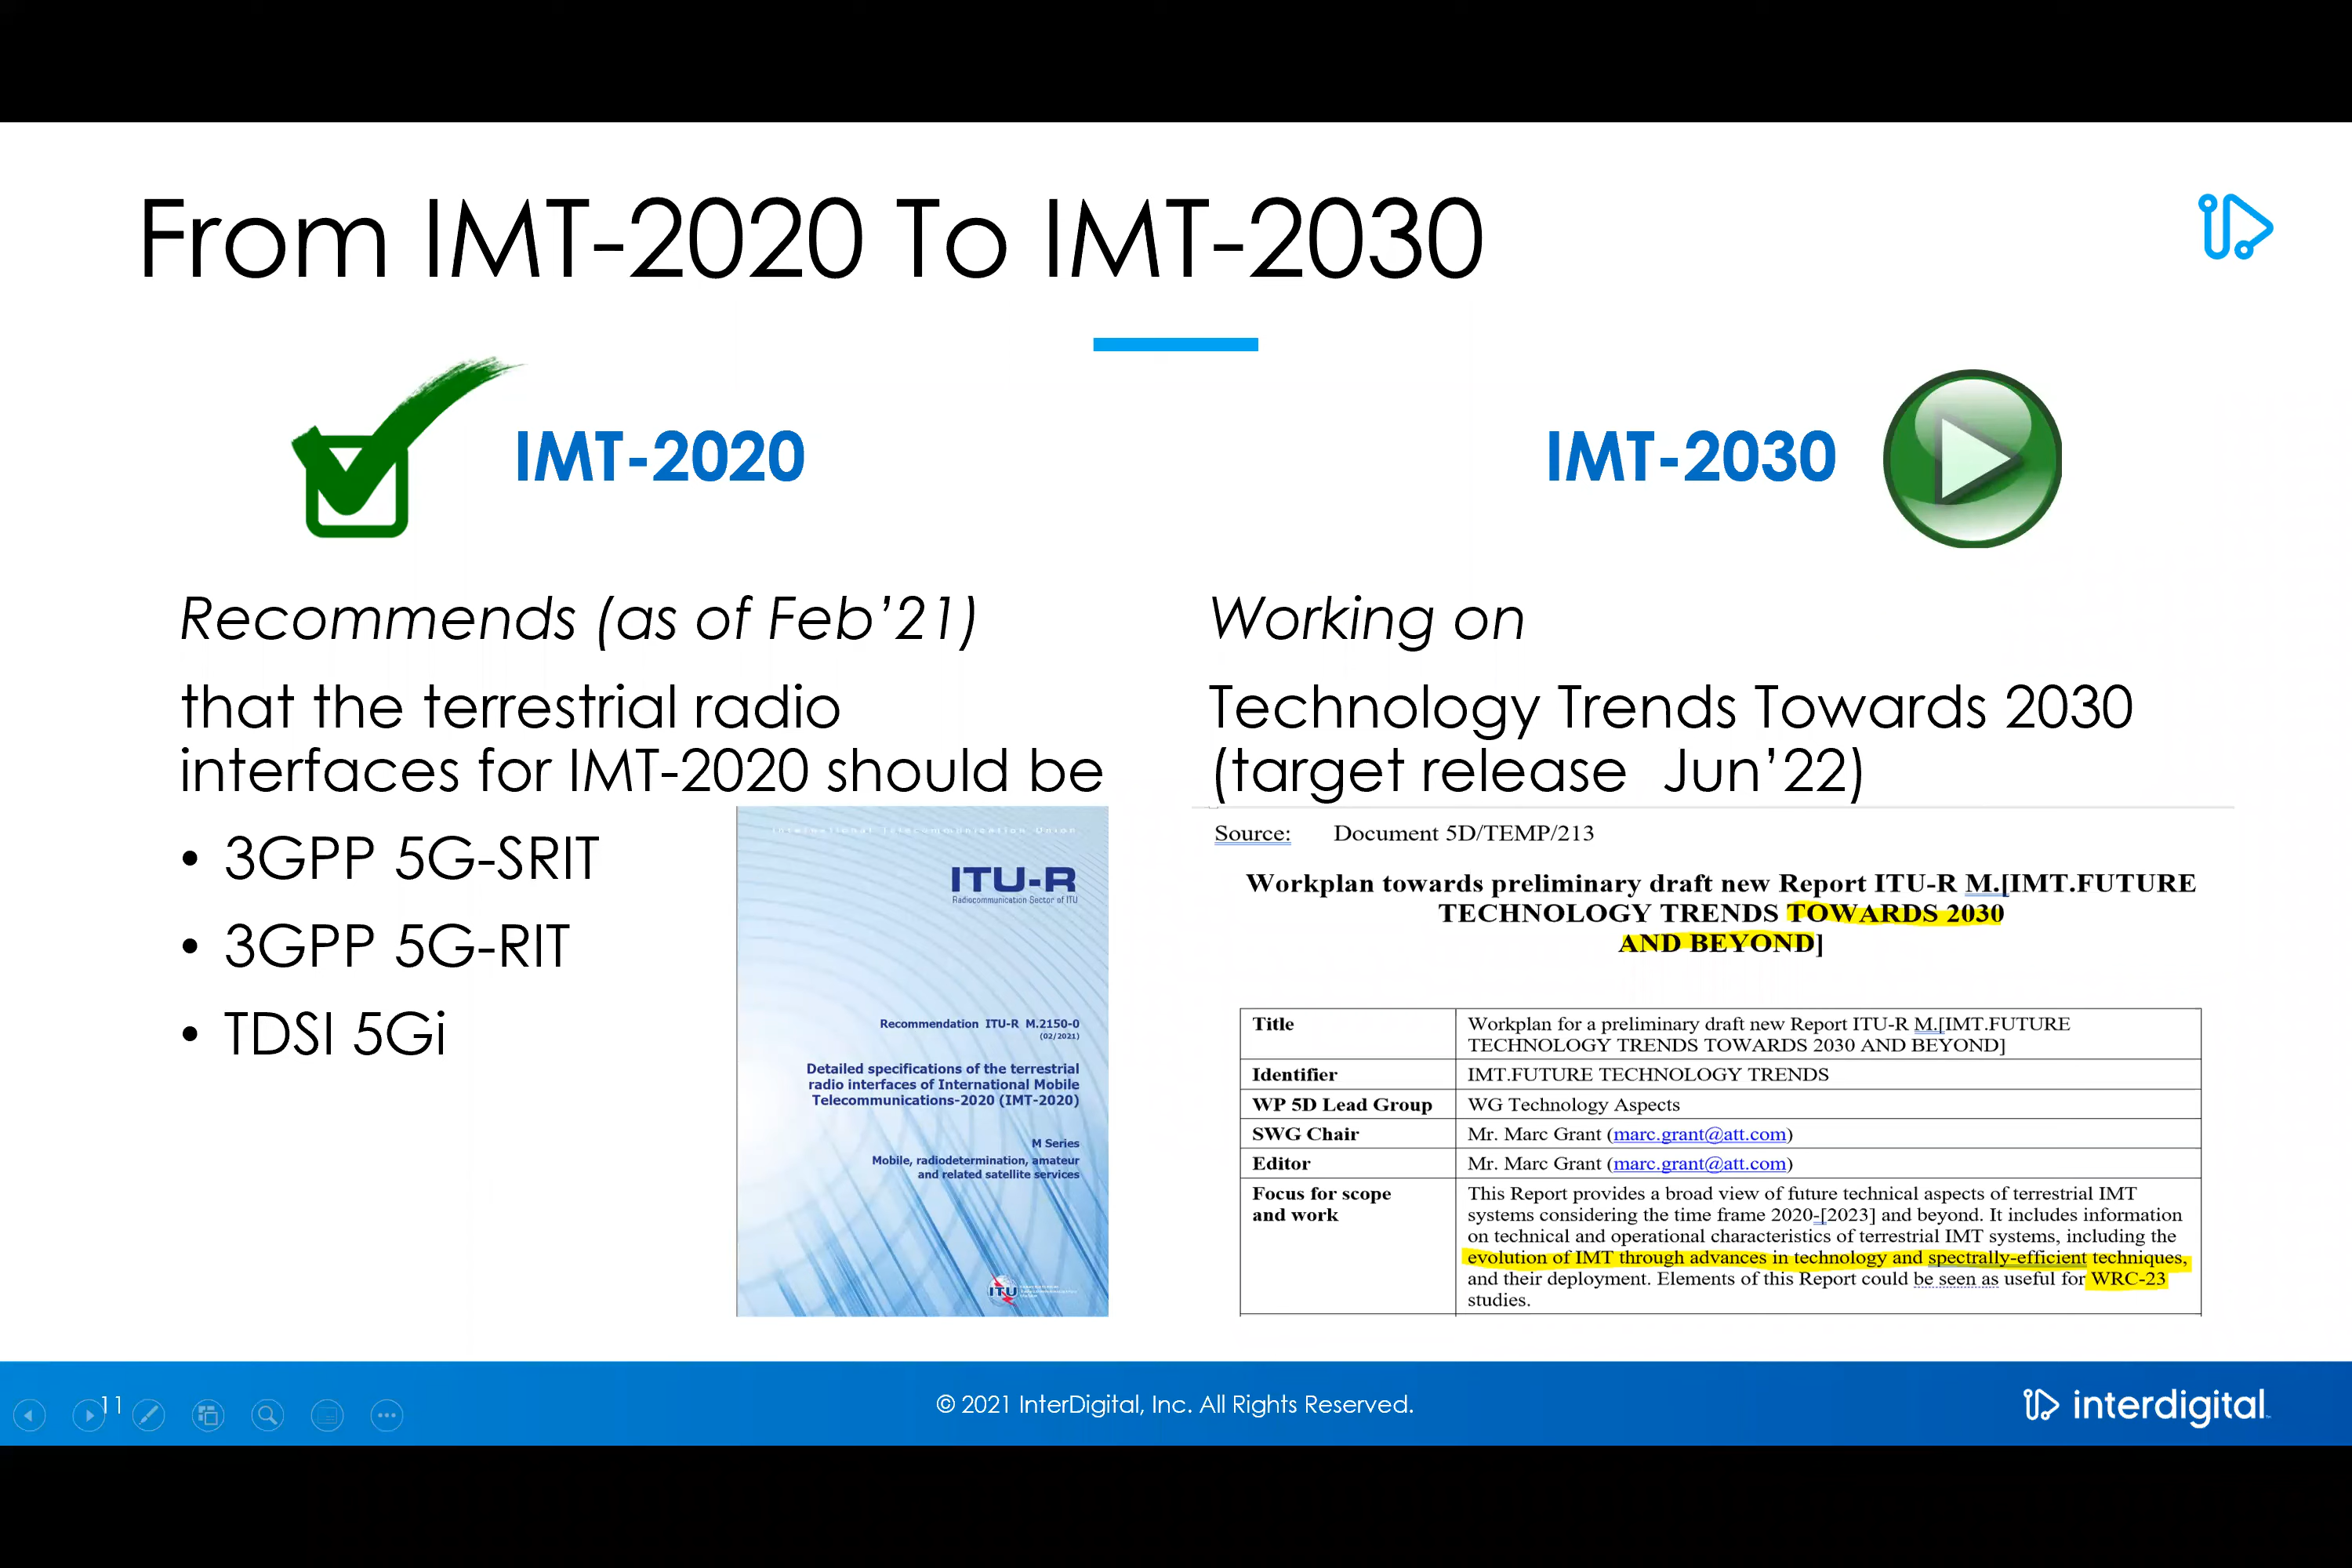 From IMT-2020 To IMT-2030
IMT-2020
Recommends (as of Feb’21)
that the terrestrial radio
interfaces for IMT-2020 should be
• 3GPP 5G-SRIT
• 3GPP 5G-RIT
• TDSI 5Gi
International Telecommunication Union
ITU-R
Radiocommunication Sector of ITU
Recommendation ITU-R M.2150-0
(02/2021)
Detailed specifications of the terrestrial
radio interfaces of International Mobile
Telecommunications-2020 (IMT-2020)
M Series
Mobile, radiodetermination, amateur
and related satellite services
ITU
IMT-2030
Working on
Technology Trends Towards 2030
(target release Jun’22)
Source: Document 5D/TEMP/213
Workplan towards preliminary draft new Report ITU-R M.[IMT.FUTURE
TECHNOLOGY TRENDS TOWARDS 2030
AND BEYOND]
Title Workplan for a preliminary draft new Report ITU-R M.[IMT.FUTURE
TECHNOLOGY TRENDS TOWARDS 2030 AND BEYOND]
Identifier IMT.FUTURE TECHNOLOGY TRENDS
WP 5D Lead Group WG Technology Aspects
SWG Chair Mr. Marc Grant (marc.grant@att.com)
Editor Mr. Marc Grant (marc.grant@att.com)
Focus for scope This Report provides a broad view of future technical aspects of terrestrial IMT
and work systems considering the time frame 2020-[2023] and beyond. It includes information
on technical and operational characteristics of terrestrial IMT systems, including the
evolution of IMT through advances in technology and spectrally-efficient techniques,
and their deployment. Elements of this Report could be seen as useful for WRC-23
studies.
11
© 2021 InterDigital, Inc. All Rights Reserved.
interdigital